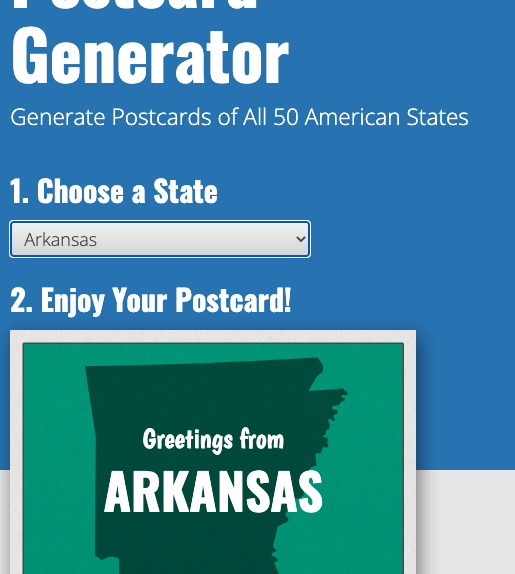 Postcard
Generator
Generate Postcards of All 50 American States
1. Choose a State
Arkansas
2. Enjoy Your Postcard!
Greetings from
ARKANSAS